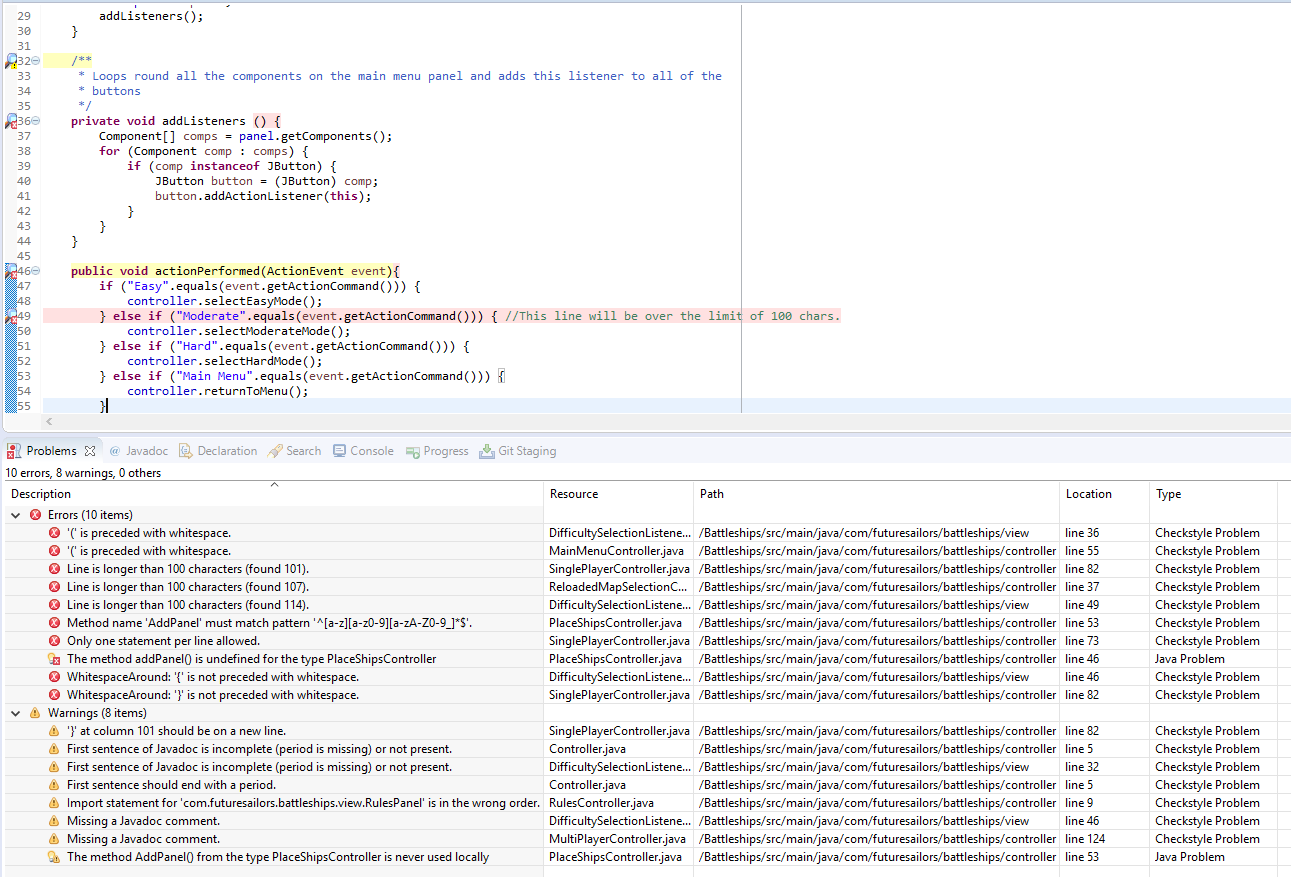 29 addListeners();
30 }
31
32 /**
33 * Loops round all the components on the main menu panel and adds this listener to all of the
34 * buttons
35 */
36 private void addListeners () {
37 Component[] comps = panel.getComponents();
38 for (Component comp : comps) {
39 if (comp instanceof JButton) {
40 JButton button = (JButton) comp;
41 button.addActionListener(this);
42 }
43 }
44 }
45
46 public void actionPerformed(ActionEvent event){
47 if ("Easy".equals(event.getActionCommand())) {
48 controller.selectEasyMode();
49 } else if ("Moderate".equals(event.getActionCommand())) { //This line will be over the limit of 100 chars.
50 controller.selectModerateMode();
51 } else if ("Hard".equals(event.getActionCommand())) {
52 controller.selectHardMode();
53 } else if ("Main Menu".equals(event.getActionCommand())) {
54 controller.returnToMenu();
55 }
Problems @ Javadoc Declaration Search Console Progress Git Staging
10 errors, 8 warnings, 0 others
Description Resource Path Location Type
Errors (10 items)
'(' is preceded with whitespace. DifficultySelectionListene... /Battleships/src/main/java/com/futuresailors/battleships/view line 36 Checkstyle Problem
'(' is preceded with whitespace. MainMenuController.java /Battleships/src/main/java/com/futuresailors/battleships/controller line 55 Checkstyle Problem
Line is longer than 100 characters (found 101). SinglePlayerController.java /Battleships/src/main/java/com/futuresailors/battleships/controller line 82 Checkstyle Problem
Line is longer than 100 characters (found 107). ReloadedMapSelectionC... /Battleships/src/main/java/com/futuresailors/battleships/controller line 37 Checkstyle Problem
Line is longer than 100 characters (found 114). DifficultySelectionListene... /Battleships/src/main/java/com/futuresailors/battleships/view line 49 Checkstyle Problem
Method name 'AddPanel' must match pattern '^[a-z][a-z0-9][a-zA-Z0-9_]*$'. PlaceShipsController.java /Battleships/src/main/java/com/futuresailors/battleships/controller line 53 Checkstyle Problem
Only one statement per line allowed. SinglePlayerController.java /Battleships/src/main/java/com/futuresailors/battleships/controller line 73 Checkstyle Problem
The method addPanel() is undefined for the type PlaceShipsController PlaceShipsController.java /Battleships/src/main/java/com/futuresailors/battleships/controller line 46 Java Problem
WhitespaceAround: '{' is not preceded with whitespace. DifficultySelectionListene... /Battleships/src/main/java/com/futuresailors/battleships/view line 46 Checkstyle Problem
WhitespaceAround: '}' is not preceded with whitespace. SinglePlayerController.java /Battleships/src/main/java/com/futuresailors/battleships/controller line 82 Checkstyle Problem
Warnings (8 items)
'}' at column 101 should be on a new line. SinglePlayerController.java /Battleships/src/main/java/com/futuresailors/battleships/controller line 82 Checkstyle Problem
First sentence of Javadoc is incomplete (period is missing) or not present. Controller.java /Battleships/src/main/java/com/futuresailors/battleships/controller line 5 Checkstyle Problem
First sentence of Javadoc is incomplete (period is missing) or not present. DifficultySelectionListene... /Battleships/src/main/java/com/futuresailors/battleships/view line 32 Checkstyle Problem
First sentence should end with a period. Controller.java /Battleships/src/main/java/com/futuresailors/battleships/controller line 5 Checkstyle Problem
Import statement for 'com.futuresailors.battleships.view.RulesPanel' is in the wrong order. RulesController.java /Battleships/src/main/java/com/futuresailors/battleships/controller line 9 Checkstyle Problem
Missing a Javadoc comment. DifficultySelectionListene... /Battleships/src/main/java/com/futuresailors/battleships/view line 46 Checkstyle Problem
Missing a Javadoc comment. MultiPlayerController.java /Battleships/src/main/java/com/futuresailors/battleships/controller line 124 Checkstyle Problem
The method AddPanel() from the type PlaceShipsController is never used locally PlaceShipsController.java /Battleships/src/main/java/com/futuresailors/battleships/controller line 53 Java Problem